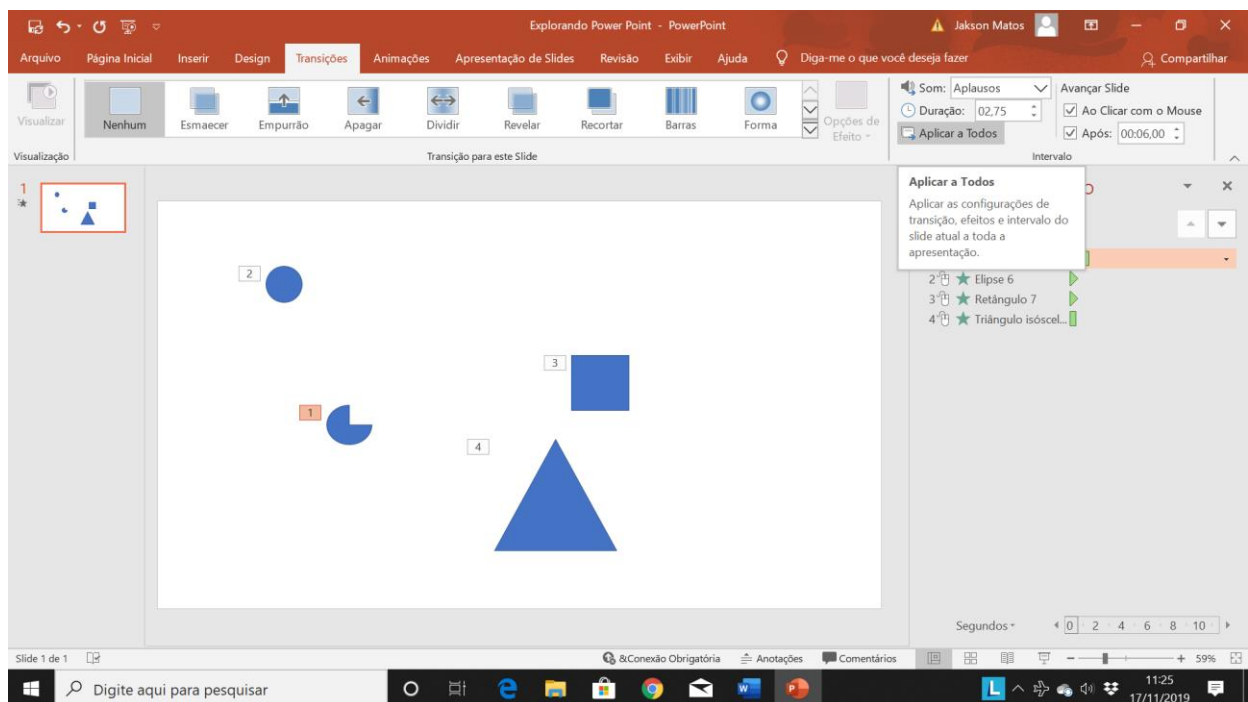 Explorando Power Point - PowerPoint
Jakson Matos
Arquivo Página Inicial Inserir Design Transições Animações Apresentação de Slides Revisão Exibir Ajuda Diga-me o que você deseja fazer Compartilhar
Visualizar
Nenhum Esmaecer Empurrão Apagar Dividir Revelar Recortar Barras Forma
Opções de
Efeito
Som: Aplausos
Duração: 02,75
Aplicar a Todos
Avançar Slide
Ao Clicar com o Mouse
Após: 00:06,00
Visualização Transição para este Slide Intervalo
Aplicar a Todos
Aplicar as configurações de
transição, efeitos e intervalo do
slide atual a toda a
apresentação.
1
2
3
1
4
2 Elipse 6
3 Retângulo 7
4 Triângulo isóscel...
Segundos 0 2 4 6 8 10
Slide 1 de 1 &Conexão Obrigatória Anotações Comentários 59%
Digite aqui para pesquisar
L
11:25
17/11/2019